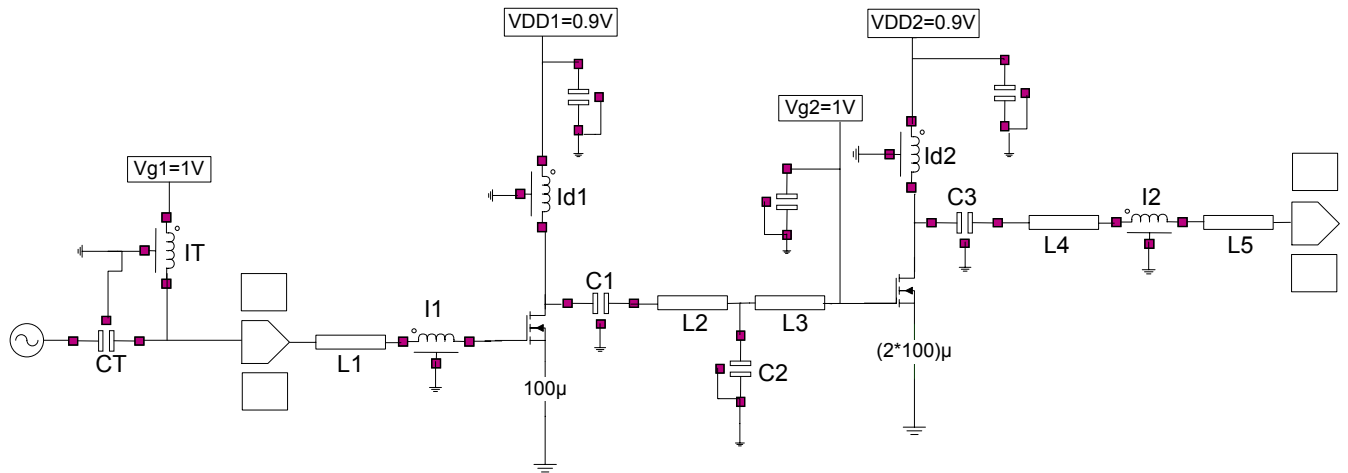 VDD1=0.9V
VDD2=0.9V
Vg2=1V
Vg1=1V
Id2
Id1
IT
C3
I2
L4
L5
C1
I1
L2
L3
CT
L1
(2*100)µ
C2
100µ